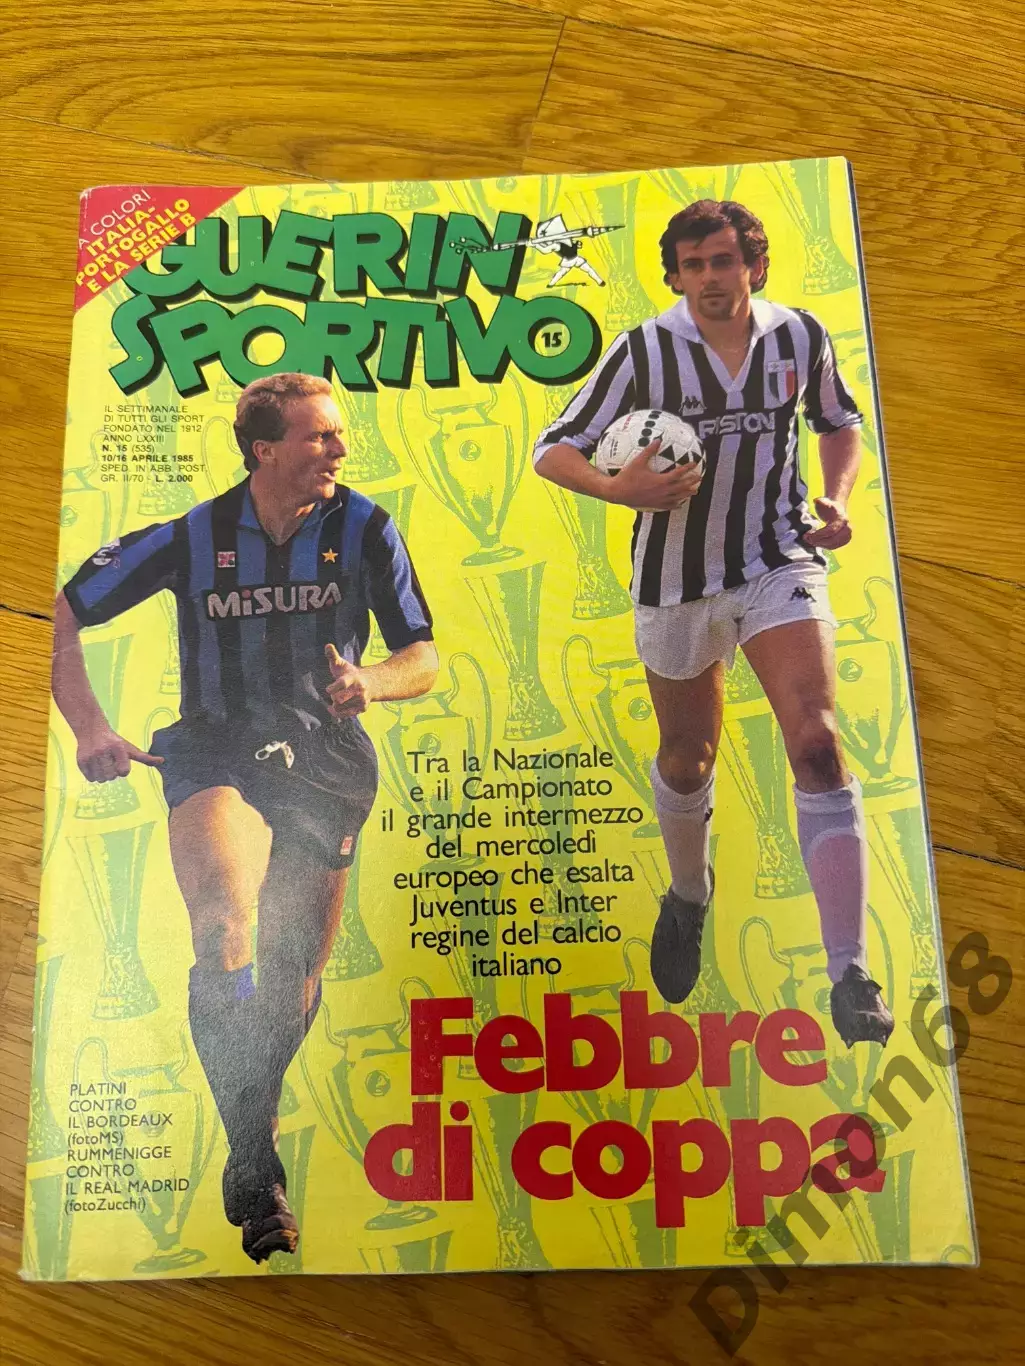 A COLORI
ITALIA-
PORTOGALLO
E LA SERIE B
GUERIN
SPORTIVO
15
IL SETTIMANALE
DI TUTTI GLI SPORT
FONDATO NEL 1912
ANNO LXXIII
N. 15 (535)
10/16 APRILE 1985
SPED. IN ABB. POST.
GR. II/70 - L. 2.000
MISURA
ARISTON
Kappa
Tra la Nazionale
e il Campionato
il grande intermezzo
del mercoledì
europeo che esalta
Juventus e Inter
regine del calcio
italiano
Febbre
di coppa
PLATINI
CONTRO
IL BORDEAUX
(fotoMS)
RUMMENIGGE
CONTRO
IL REAL MADRID
(fotoZucchi)
Dimon68